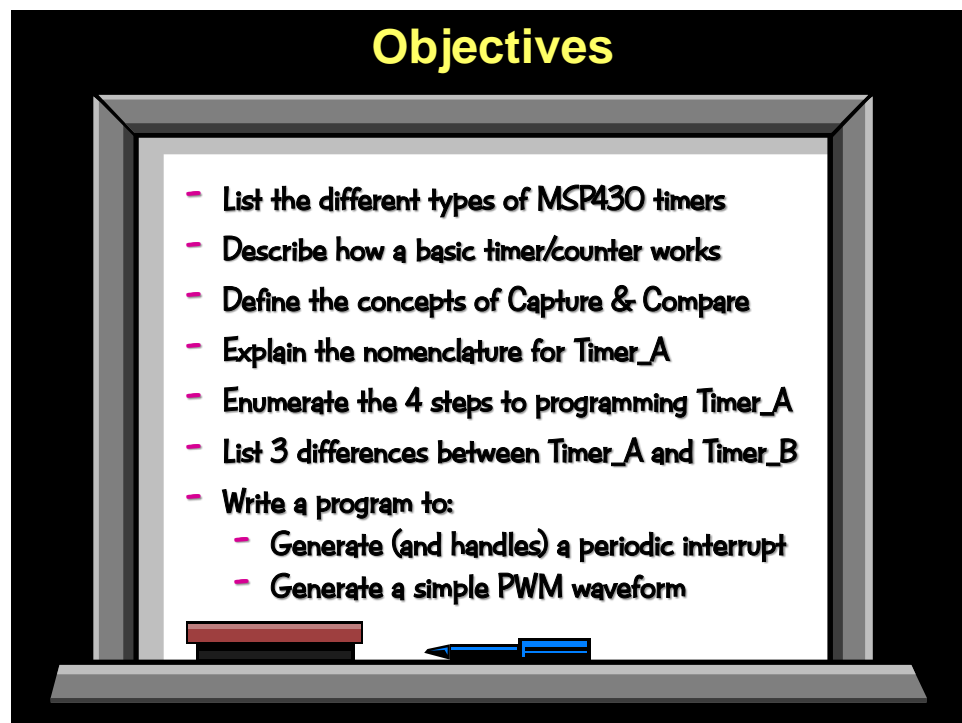 Objectives
- List the different types of MSP430 timers
- Describe how a basic timer/counter works
- Define the concepts of Capture & Compare
- Explain the nomenclature for Timer_A
- Enumerate the 4 steps to programming Timer_A
- List 3 differences between Timer_A and Timer_B
- Write a program to:
- Generate (and handles) a periodic interrupt
- Generate a simple PWM waveform